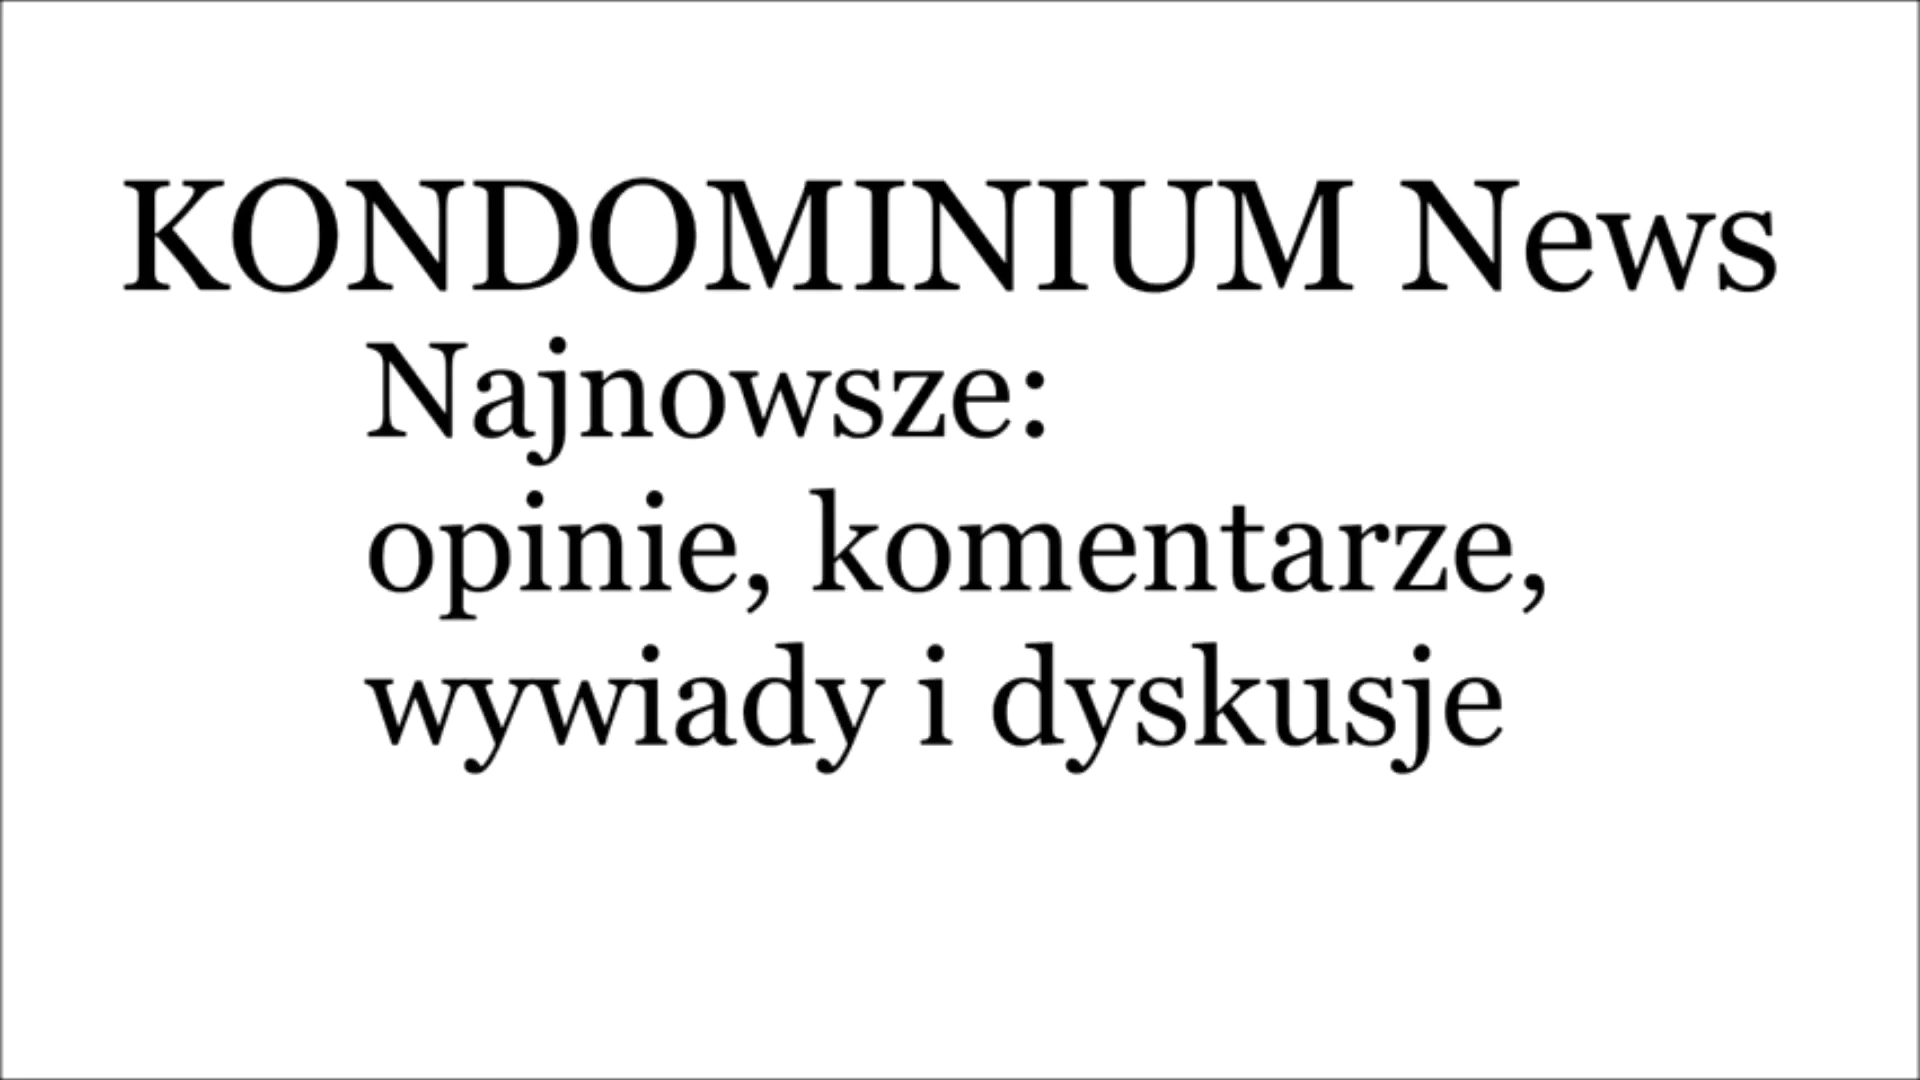 KONDOMINIUM News
Najnowsze:
opinie, komentarze,
wywiady i dyskusje